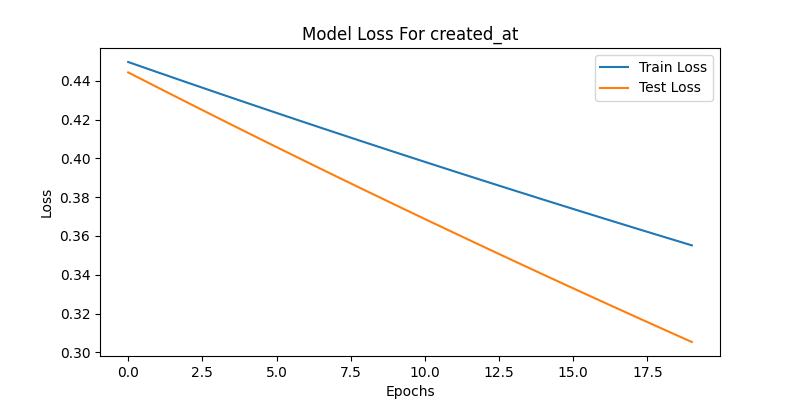 Model Loss For created_at
Train Loss
Test Loss
0.44
0.42
0.40
0.38
0.36
0.34
0.32
0.30
Loss
0.0 2.5 5.0 7.5 10.0 12.5 15.0 17.5
Epochs